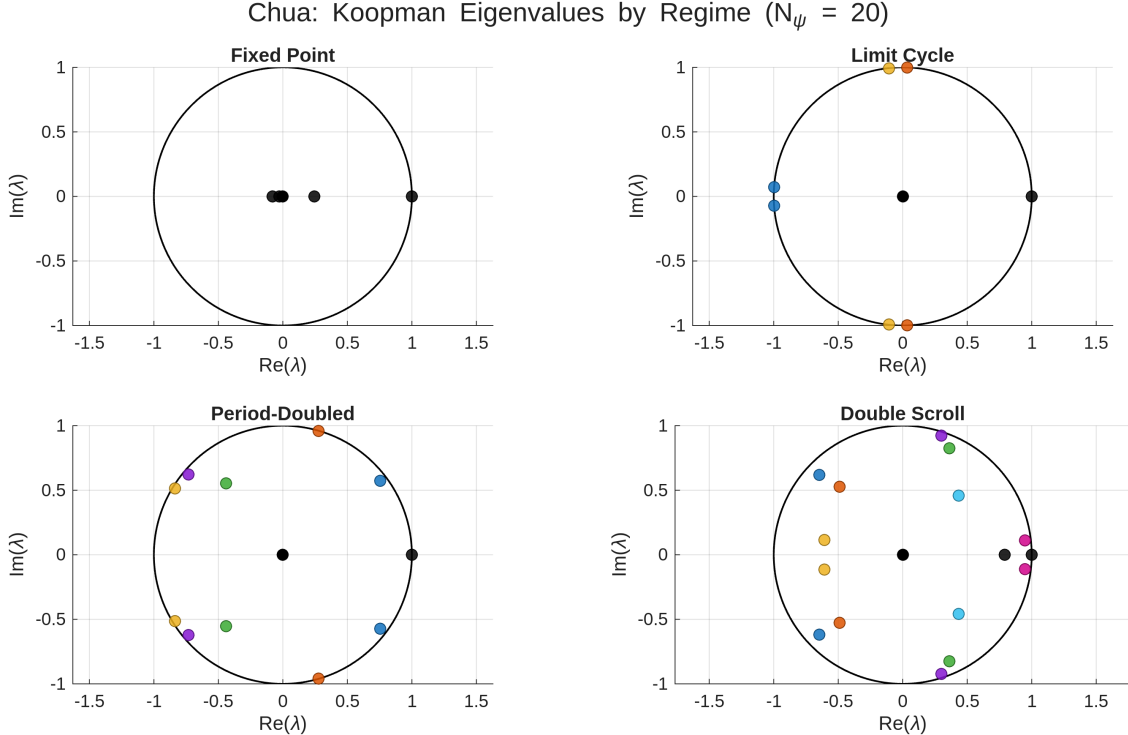 Chua: Koopman Eigenvalues by Regime (N_ψ = 20)
Fixed Point
1
0.5
0
-0.5
-1
Im(λ)
-1.5 -1 -0.5 0 0.5 1 1.5
Re(λ)
Limit Cycle
1
0.5
0
-0.5
-1
Im(λ)
-1.5 -1 -0.5 0 0.5 1 1.5
Re(λ)
Period-Doubled
1
0.5
0
-0.5
-1
Im(λ)
-1.5 -1 -0.5 0 0.5 1 1.5
Re(λ)
Double Scroll
1
0.5
0
-0.5
-1
Im(λ)
-1.5 -1 -0.5 0 0.5 1 1.5
Re(λ)